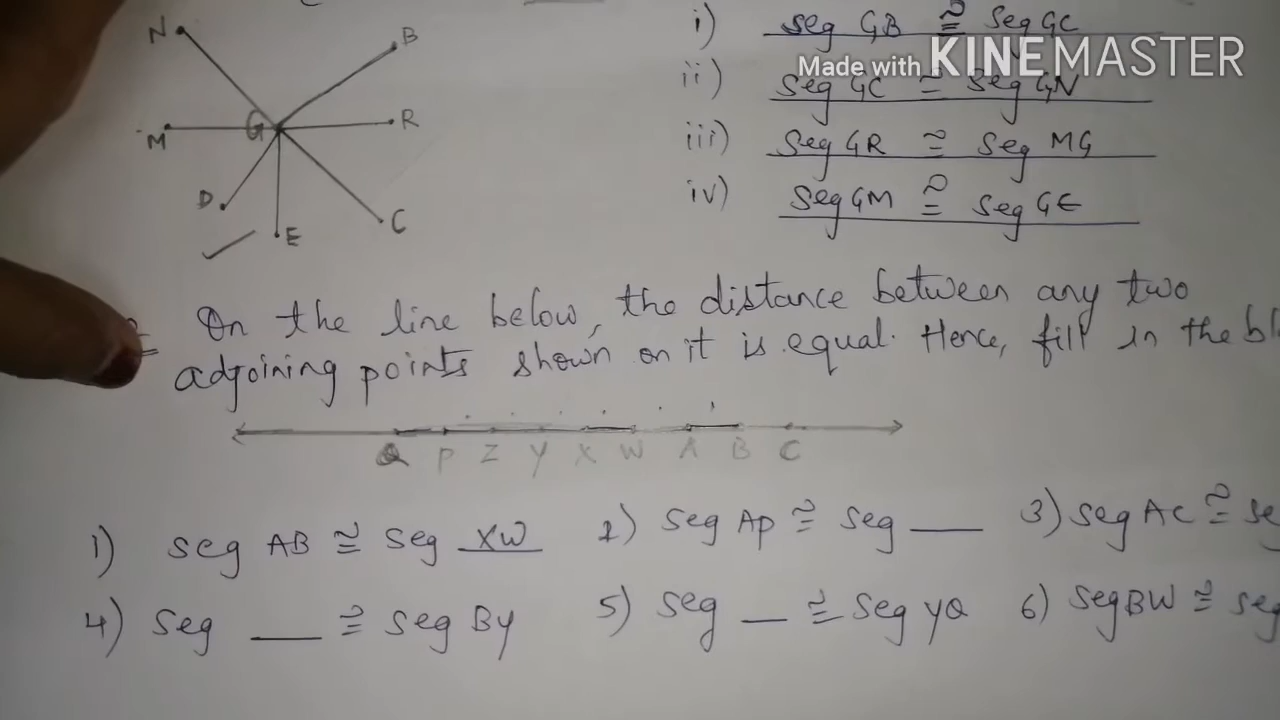 N
B
G
R
M
D
E
C
i) seg GB ≅ seg GC
Made with KINEMASTER
ii) seg GC ≅ seg GN
iii) seg GR ≅ seg MG
iv) seg GM ≅ seg GE
On the line below, the distance between any two
adjoining points shown on it is equal. Hence, fill in the bl
Q P Z Y X W A B C
1) seg AB ≅ seg XW 2) seg AP ≅ seg ___ 3) seg AC ≅ se
4) seg ___ ≅ seg BY 5) seg __ ≅ seg YQ 6) seg BW ≅ seg